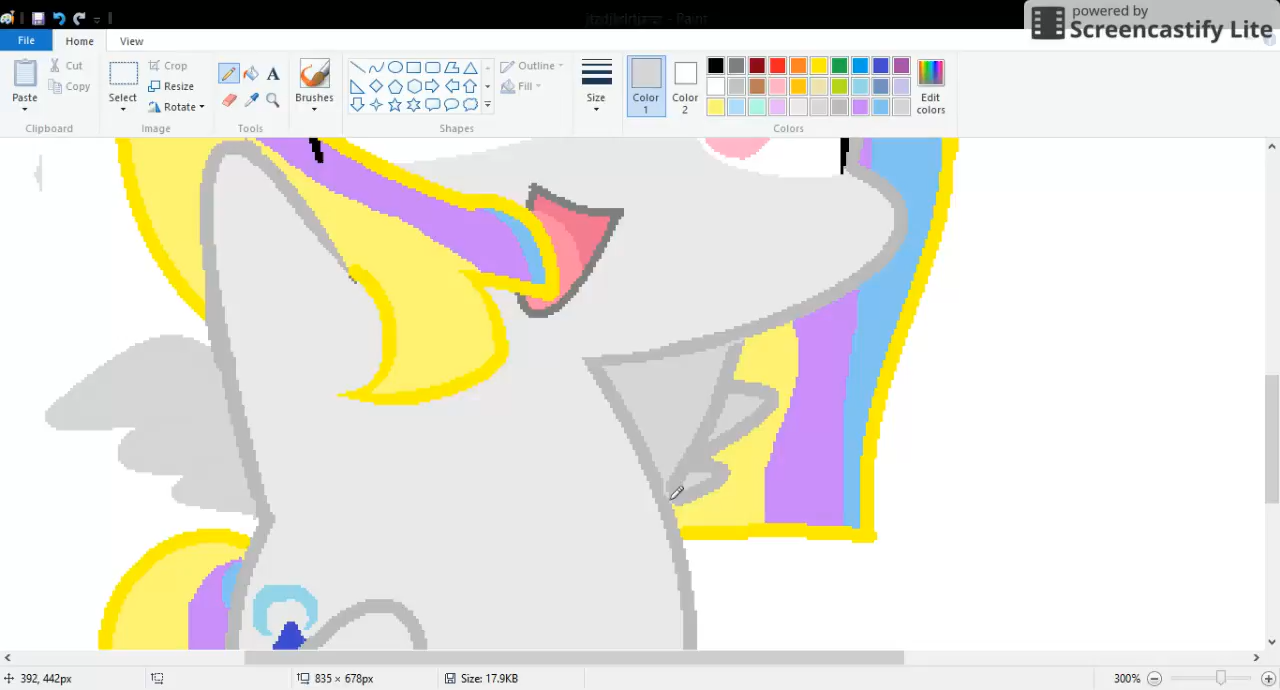 powered by
Screencastify Lite
File
Home
View
Paste
Cut
Copy
Clipboard
Select
Crop
Resize
Rotate
Image
A
Tools
Brushes
Outline
Fill
Shapes
Size
Color
1
Color
2
Edit
colors
Colors
392, 442px
835 × 678px
Size: 17.9KB
300%